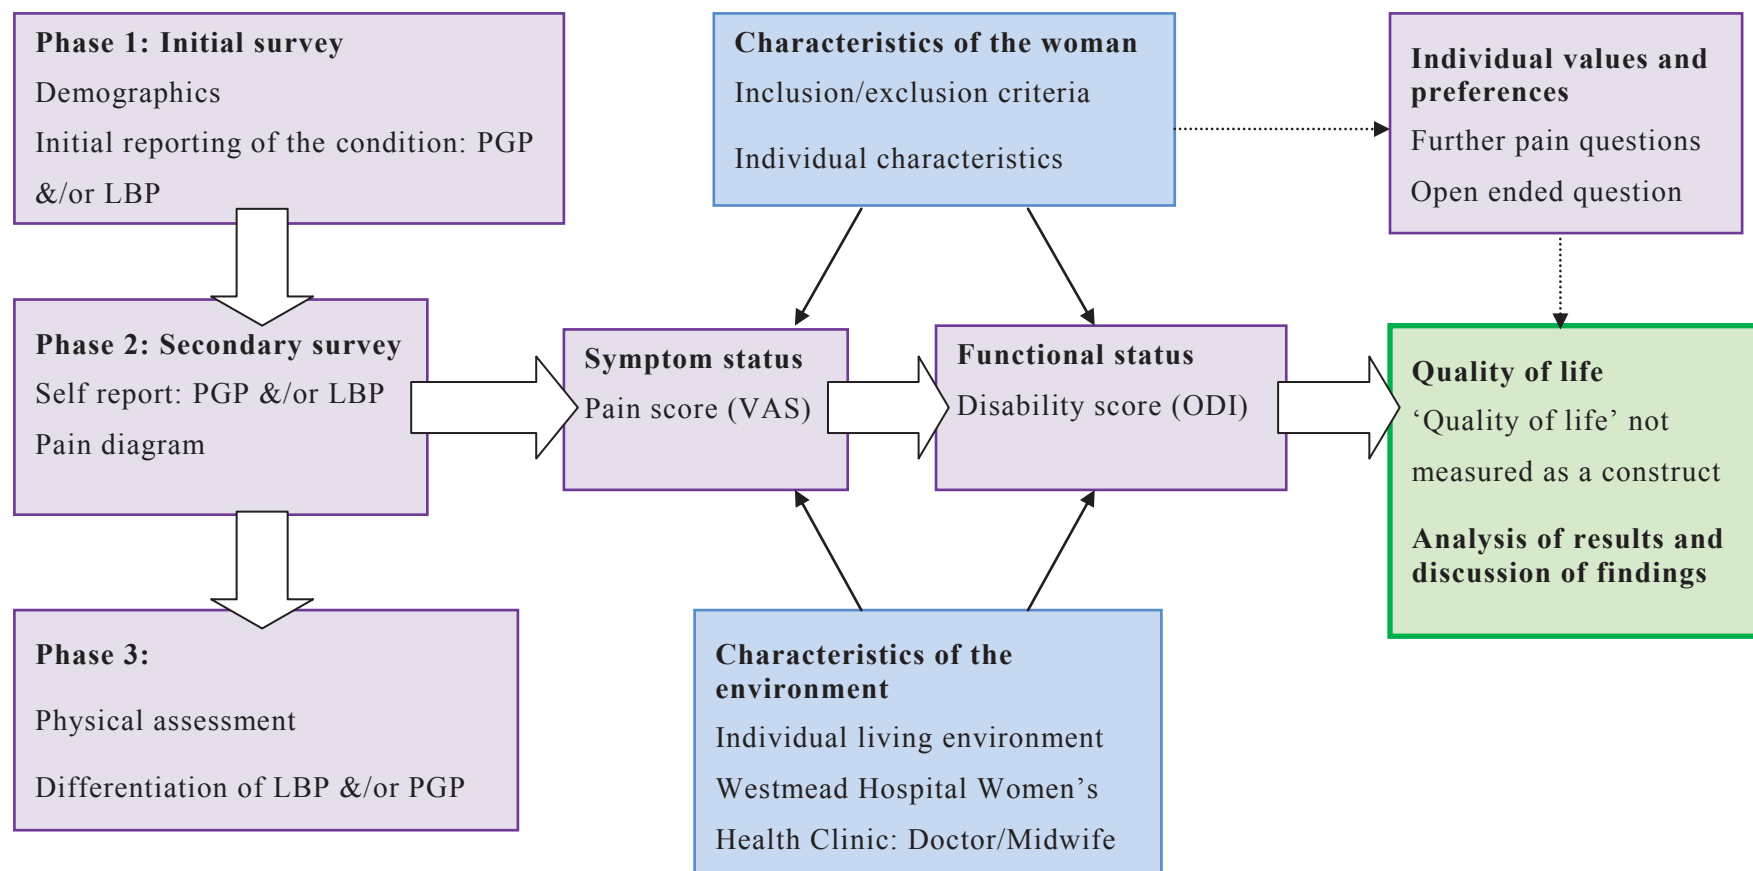 Phase 1: Initial survey
Demographics
Initial reporting of the condition: PGP
&/or LBP
Characteristics of the woman
Inclusion/exclusion criteria
Individual characteristics
Individual values and
preferences
Further pain questions
Open ended question
Phase 2: Secondary survey
Self report: PGP &/or LBP
Pain diagram
Symptom status
Pain score (VAS)
Functional status
Disability score (ODI)
Quality of life
‘Quality of life’ not
measured as a construct
Analysis of results and
discussion of findings
Phase 3:
Physical assessment
Differentiation of LBP &/or PGP
Characteristics of the
environment
Individual living environment
Westmead Hospital Women’s
Health Clinic: Doctor/Midwife